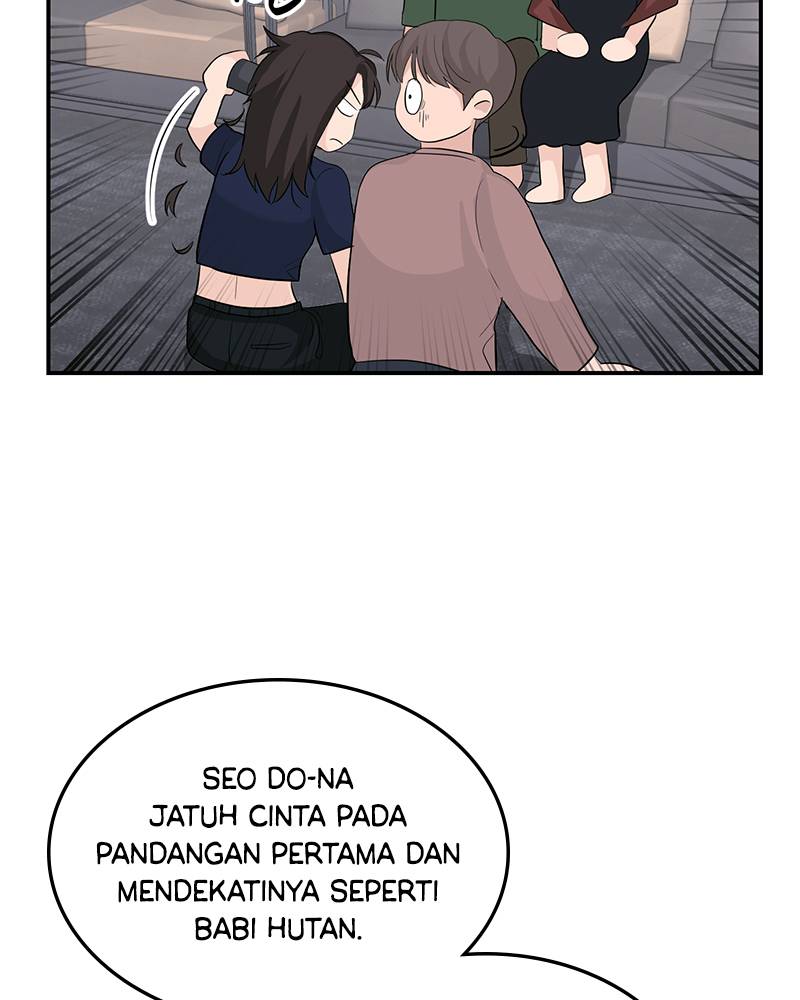 SEO DO-NA
JATUH CINTA PADA
PANDANGAN PERTAMA DAN
MENDEKATINYA SEPERTI
BABI HUTAN.